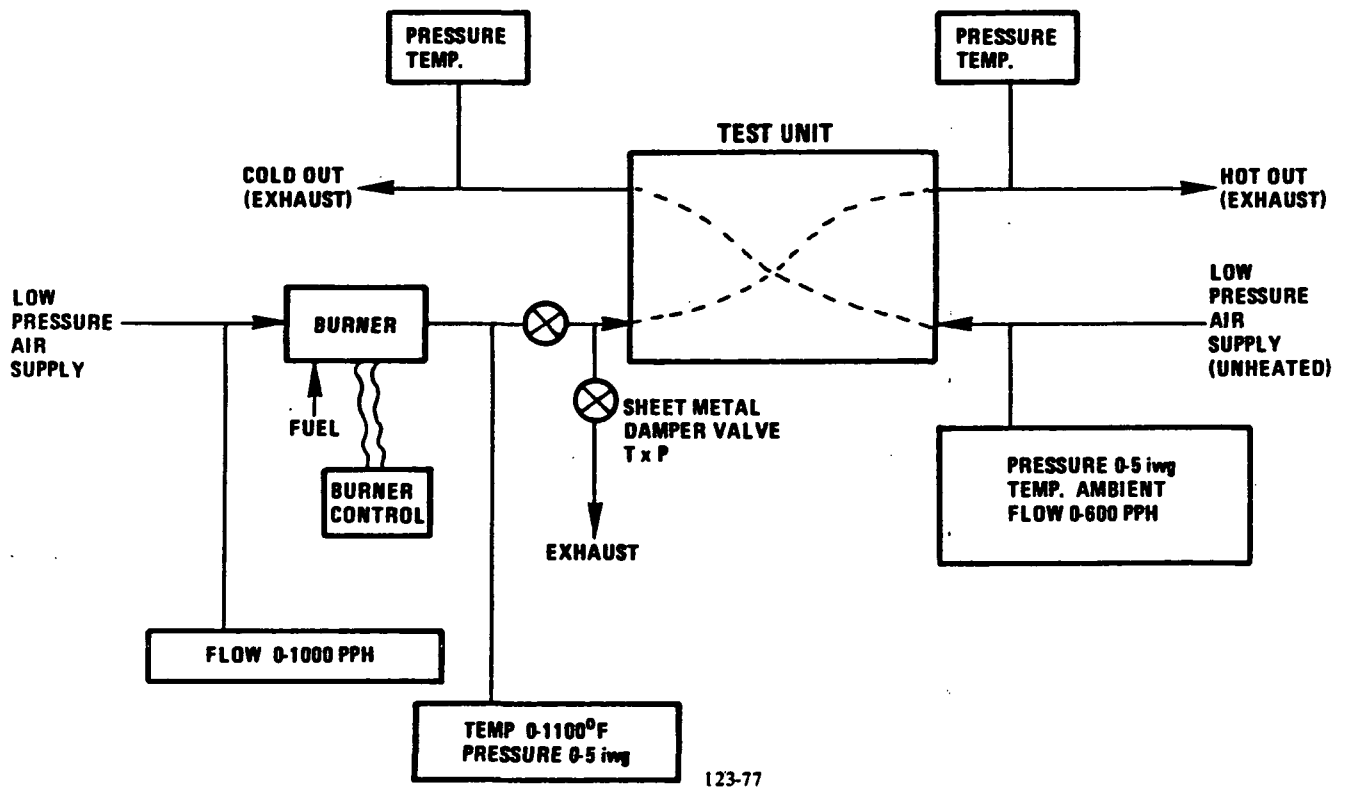 PRESSURE
TEMP.
PRESSURE
TEMP.
TEST UNIT
COLD OUT
(EXHAUST)
HOT OUT
(EXHAUST)
LOW
PRESSURE
AIR
SUPPLY
BURNER
LOW
PRESSURE
AIR
SUPPLY
(UNHEATED)
FUEL
SHEET METAL
DAMPER VALVE
T x P
BURNER
CONTROL
EXHAUST
PRESSURE 0-5 iwg
TEMP. AMBIENT
FLOW 0-600 PPH
FLOW 0-1000 PPH
TEMP 0-1100°F
PRESSURE 0-5 iwg
123-77